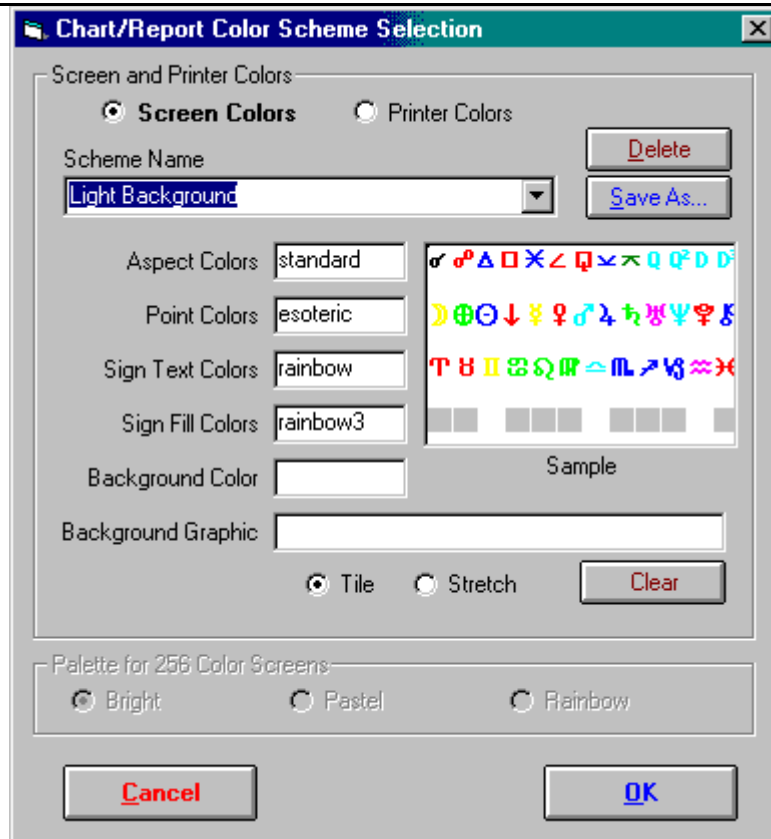 Chart/Report Color Scheme Selection
Screen and Printer Colors
Screen Colors Printer Colors
Scheme Name
Delete
Light Background
Save As...
Aspect Colors standard
Point Colors esoteric
Sign Text Colors rainbow
Sign Fill Colors rainbow3
Sample
Background Color
Background Graphic
Tile Stretch Clear
Palette for 256 Color Screens
Bright Pastel Rainbow
Cancel OK